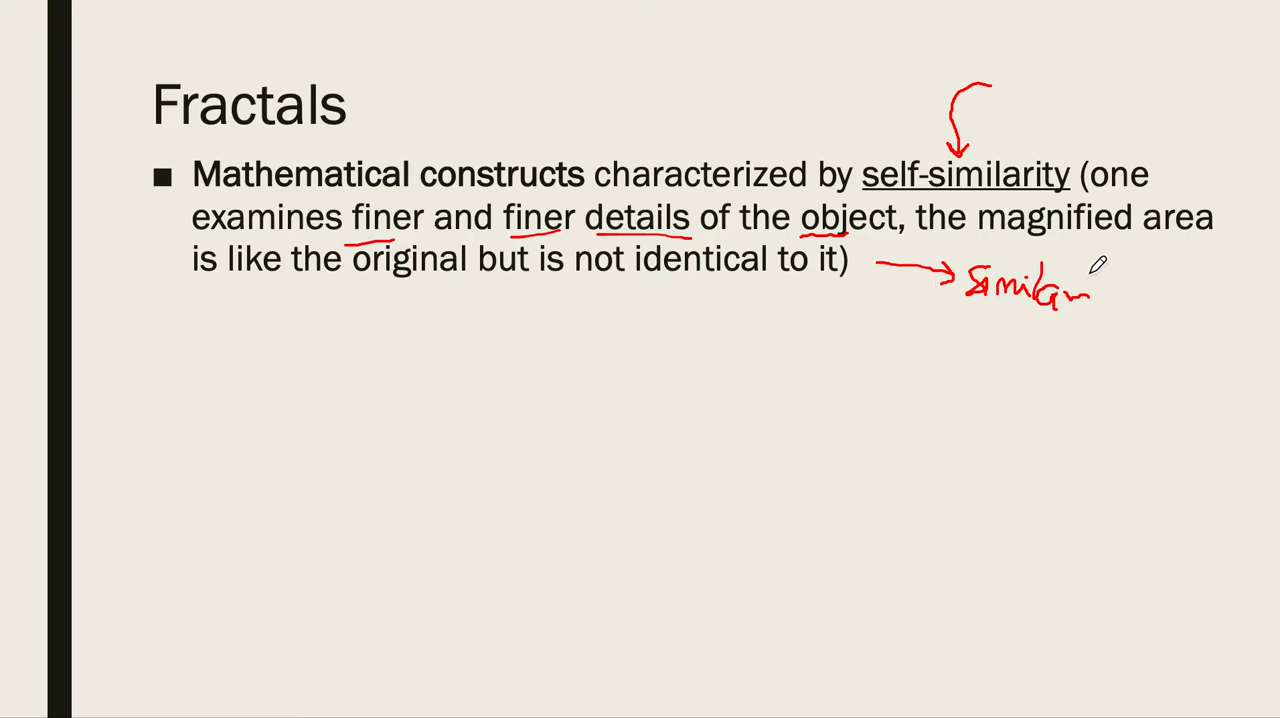 Fractals
■ Mathematical constructs characterized by self-similarity (one
examines finer and finer details of the object, the magnified area
is like the original but is not identical to it)
Similar